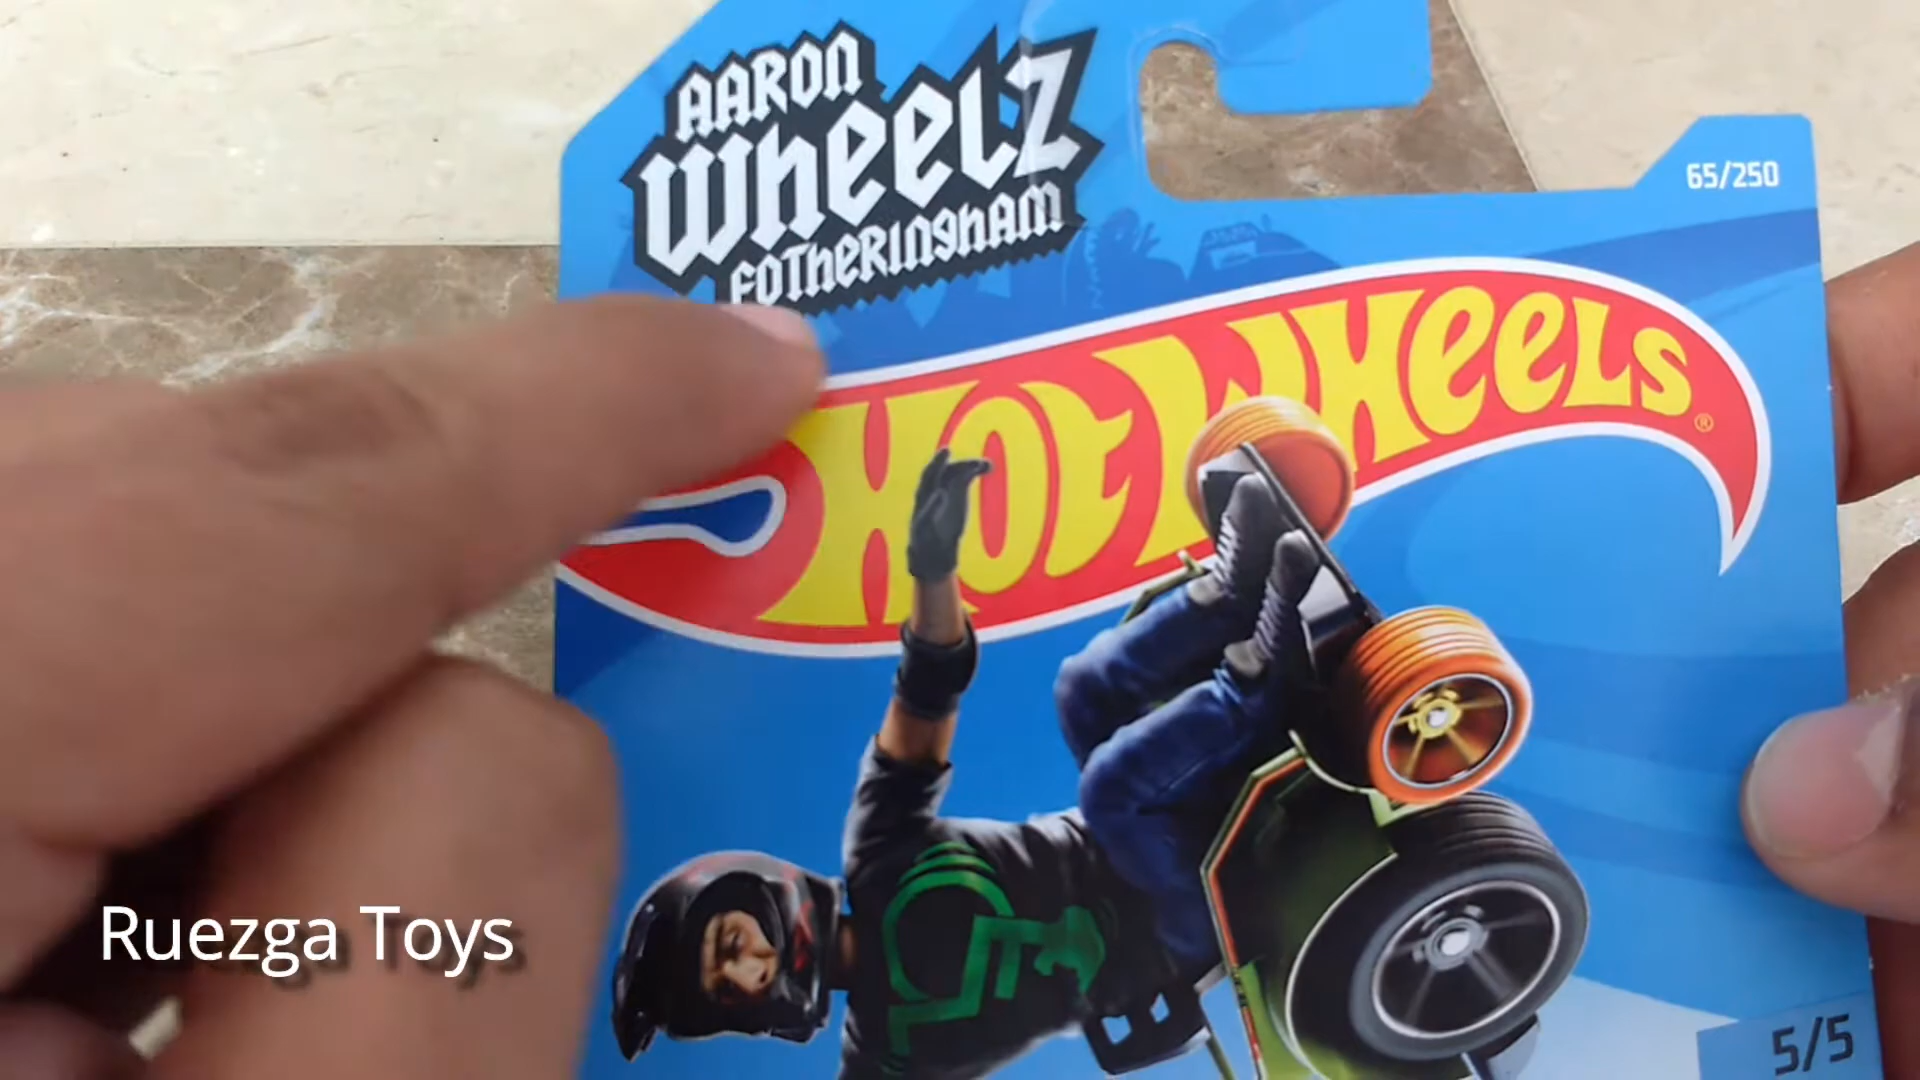 AARON
Wheelz
FOTHERINGHAM
65/250
HOT WHEELS
®
Ruezga Toys
5/5